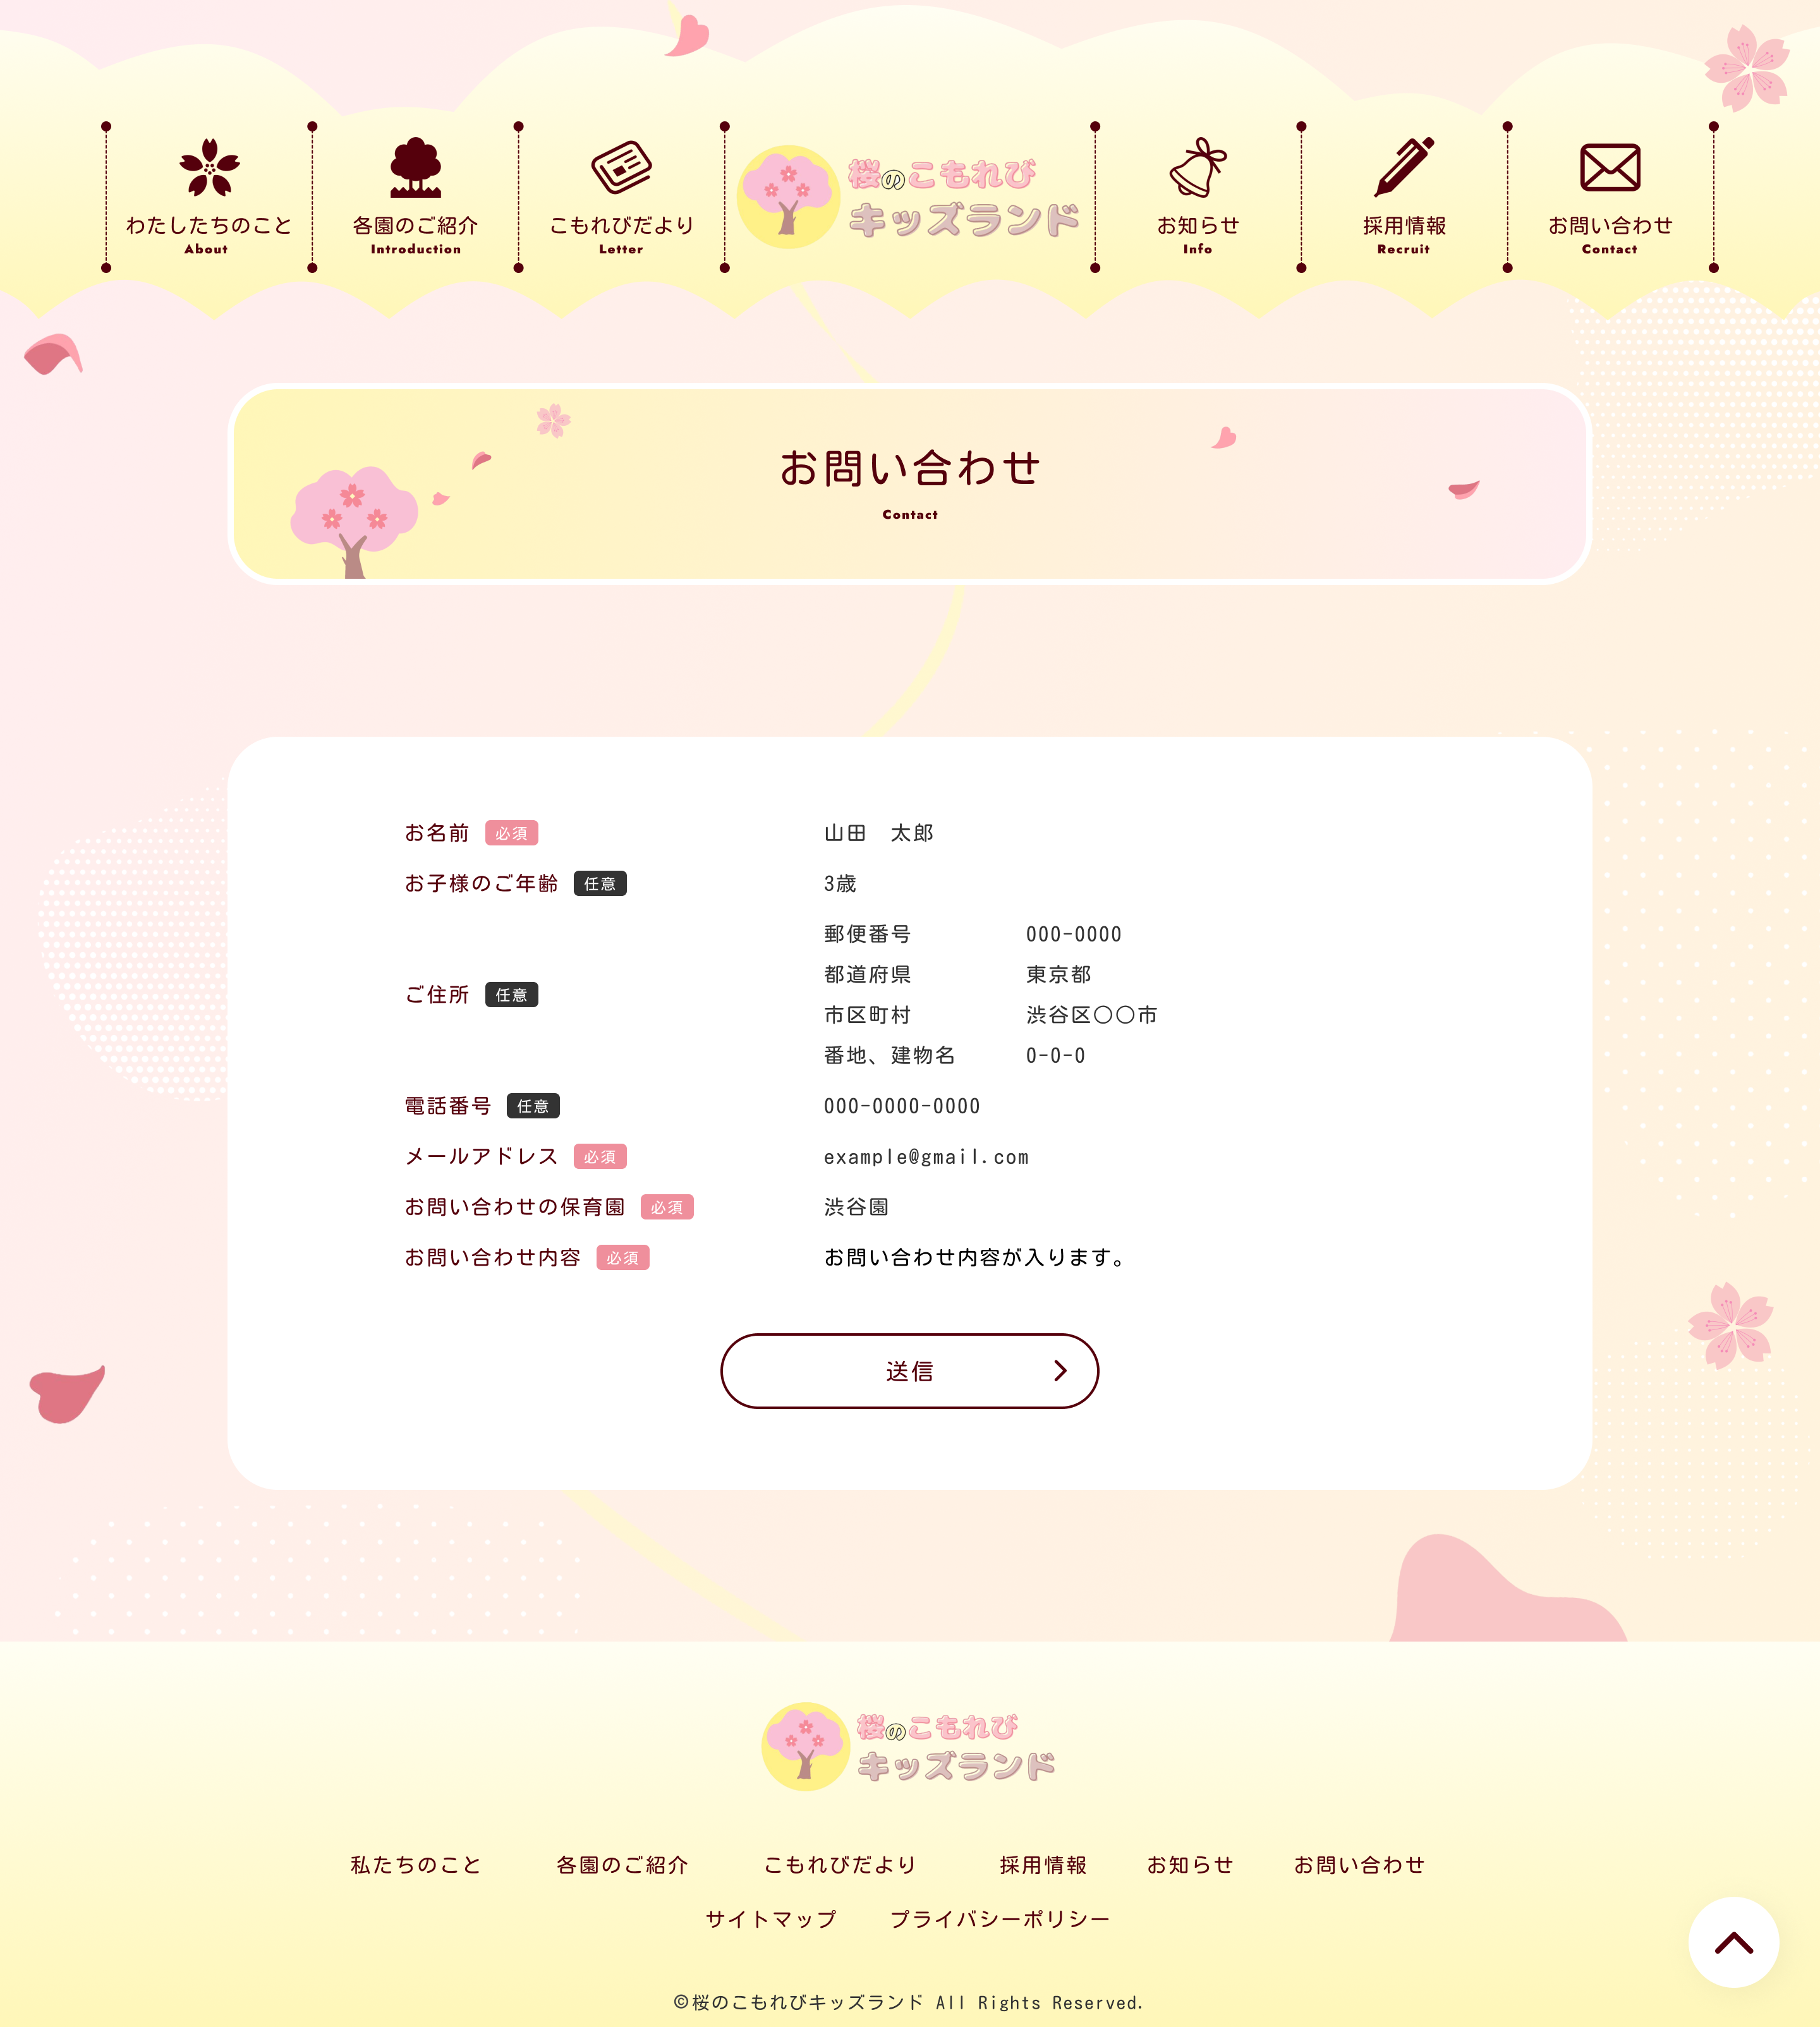 わたしたちのこと
About
各園のご紹介
Introduction
こもれびだより
Letter
桜のこもれび
キッズランド
お知らせ
Info
採用情報
Recruit
お問い合わせ
Contact
お問い合わせ
Contact
お名前 必須 山田　太郎
お子様のご年齢 任意 3歳
ご住所 任意
郵便番号 000-0000
都道府県 東京都
市区町村 渋谷区〇〇市
番地、建物名 0-0-0
電話番号 任意 000-0000-0000
メールアドレス 必須 example@gmail.com
お問い合わせの保育園 必須 渋谷園
お問い合わせ内容 必須 お問い合わせ内容が入ります。
送信
桜のこもれび
キッズランド
私たちのこと 各園のご紹介 こもれびだより 採用情報 お知らせ お問い合わせ
サイトマップ プライバシーポリシー
©桜のこもれびキッズランド All Rights Reserved.